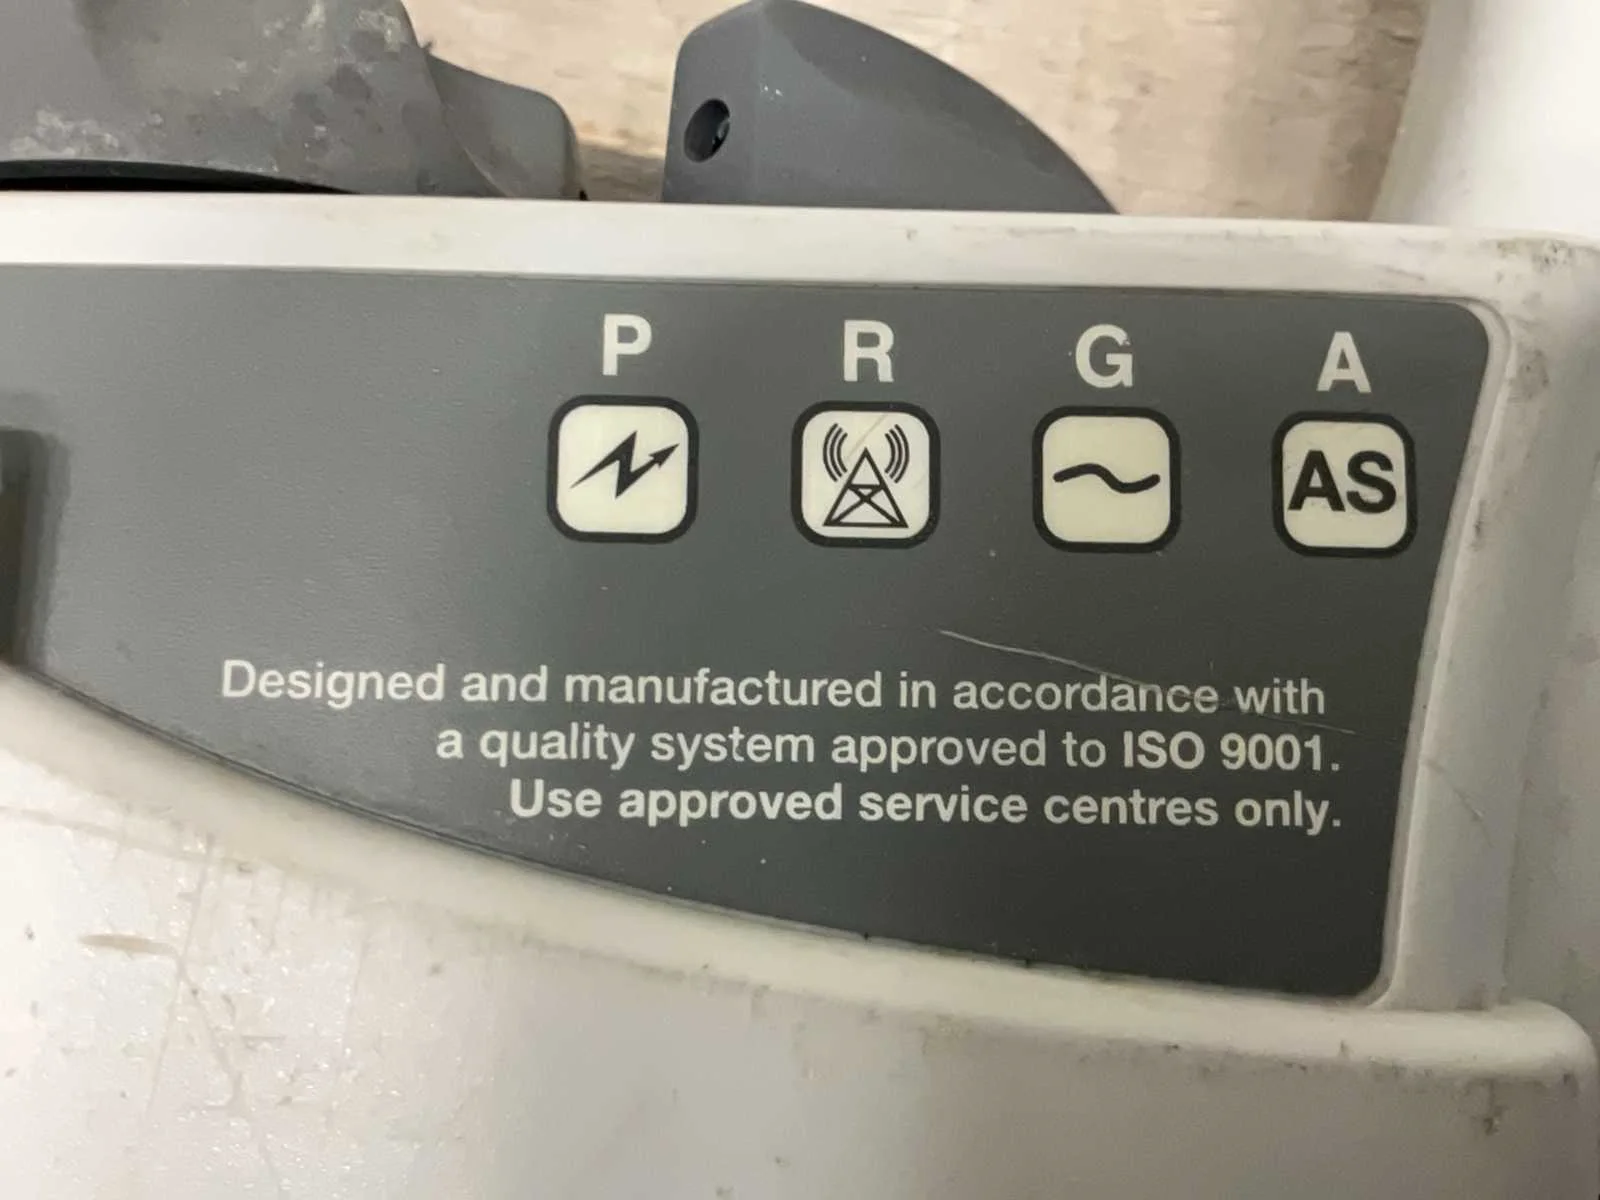 P R G A
AS
Designed and manufactured in accordance with
a quality system approved to ISO 9001.
Use approved service centres only.